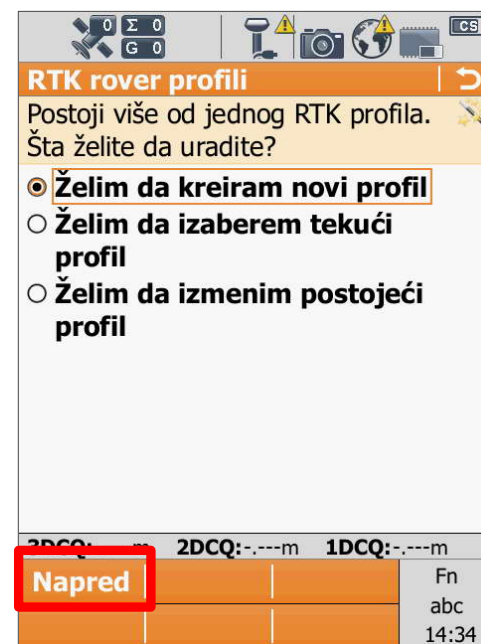 0 Σ 0
G 0
CS
RTK rover profili
Postoji više od jednog RTK profila.
Šta želite da uradite?
Želim da kreiram novi profil
Želim da izaberem tekući
profil
Želim da izmenim postojeći
profil
3DCQ:-.---m 2DCQ:-.---m 1DCQ:-.---m
Napred
Fn
abc
14:34